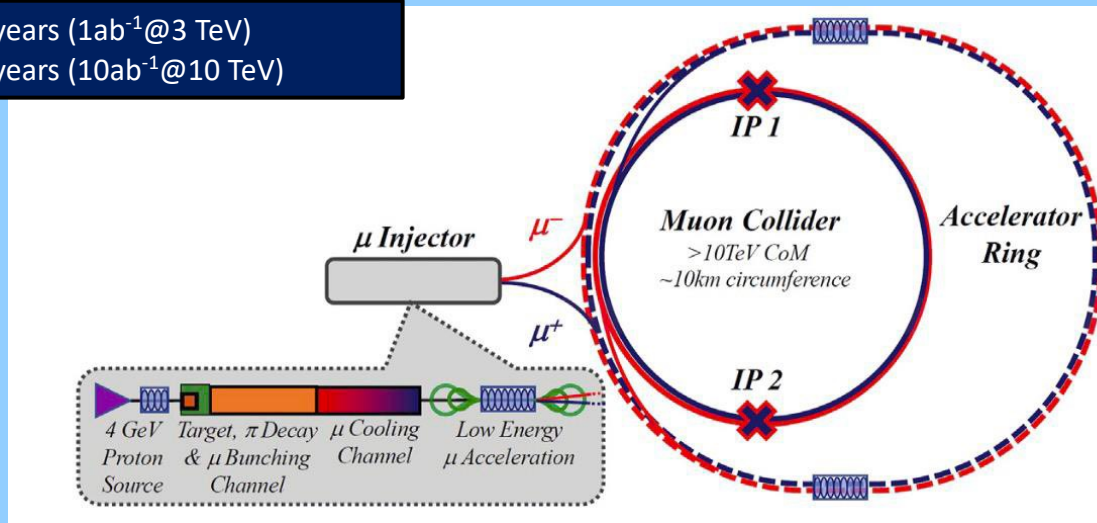 years (1ab-1@3 TeV)
years (10ab-1@10 TeV)
IP 1
μ Injector
μ-
μ+
Muon Collider
>10TeV CoM
~10km circumference
Accelerator
Ring
IP 2
4 GeV
Proton
Source
Target, π Decay
& μ Bunching
Channel
μ Cooling
Channel
Low Energy
μ Acceleration